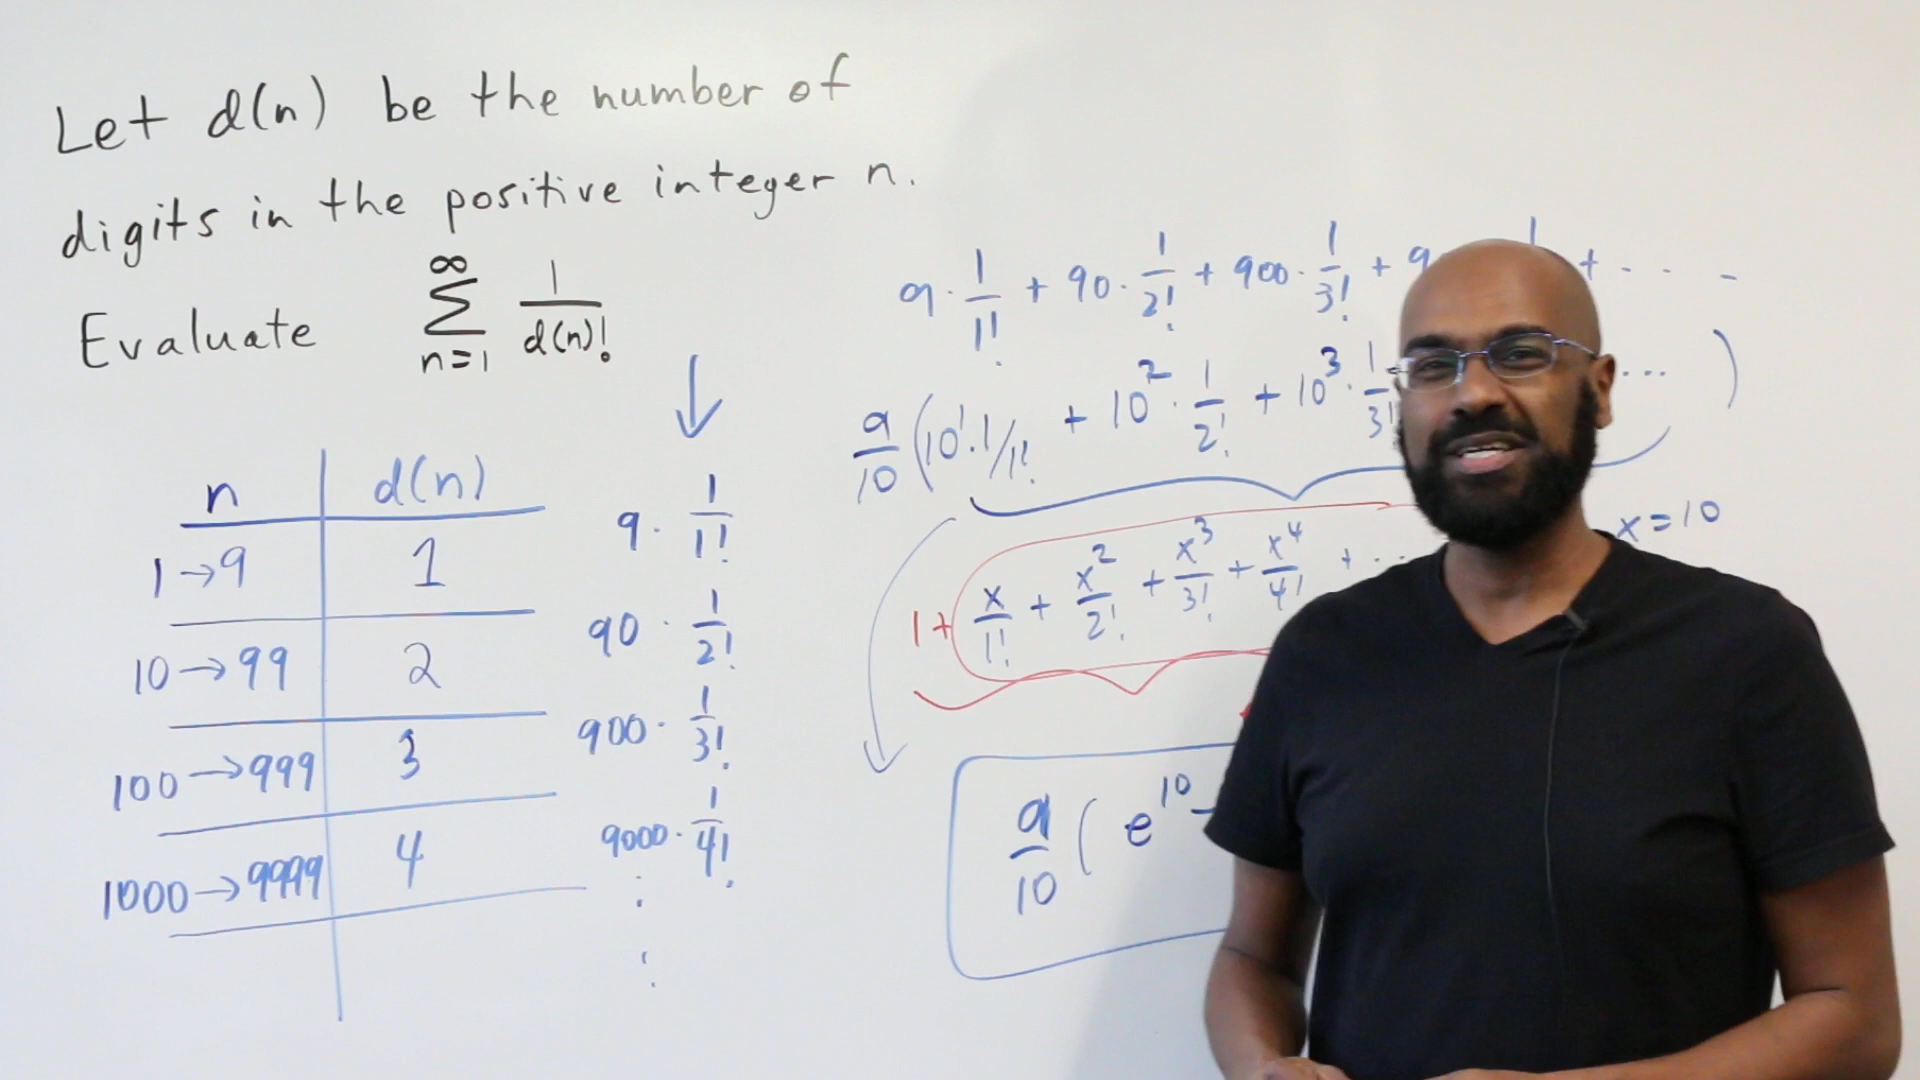 Let d(n) be the number of
digits in the positive integer n.
Evaluate ∞ Σ n=1 1/d(n)!
n d(n)
1→9 1 9 · 1/1!
10→99 2 90 · 1/2!
100→999 3 900 · 1/3!
1000→9999 4 9000 · 1/4!
9 · 1/1! + 90 · 1/2! + 900 · 1/3! + 9 + · · · -
9/10 (10¹·1/1! + 10² · 1/2! + 10³ · 1/3! ... )
1+ x/1! + x²/2! + x³/3! + x⁴/4! + ... x=10
9/10 ( e¹⁰ -